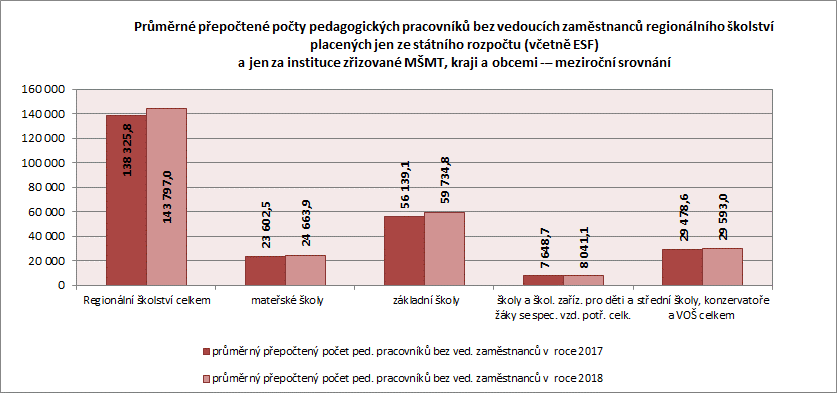 Průměrné přepočtené počty pedagogických pracovníků bez vedoucích zaměstnanců regionálního školství
placených jen ze státního rozpočtu (včetně ESF)
a jen za instituce zřizované MŠMT, kraji a obcemi --- meziroční srovnání
160 000
140 000
120 000
100 000
80 000
60 000
40 000
20 000
0
138 325,8
143 797,0
23 602,5
24 663,9
56 139,1
59 734,8
7 648,7
8 041,1
29 478,6
29 593,0
Regionální školství celkem
mateřské školy
základní školy
školy a škol. zaříz. pro děti a
žáky se spec. vzd. potř. celk.
střední školy, konzervatoře
a VOŠ celkem
průměrný přepočtený počet ped. pracovníků bez ved. zaměstnanců v roce 2017
průměrný přepočtený počet ped. pracovníků bez ved. zaměstnanců v roce 2018